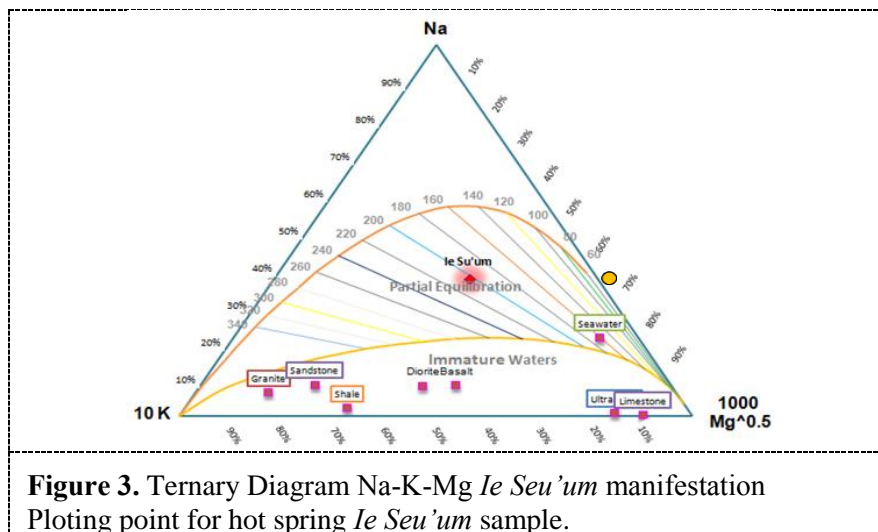 Na
10%
90%
20%
80%
30%
70%
40%
60%
50%
50%
60%
40%
70%
30%
80%
20%
90%
10%
160 140
180 120
200 100
220 80
240 60
260
280
300
320
340
Ie Su'um
Partial Equilibration
Seawater
Immature Waters
Granite
Sandstone
Shale
Diorite
Basalt
Ultra
Limestone
10 K
1000
Mg^0.5
90% 80% 70% 60% 50% 40% 30% 20% 10%
Figure 3. Ternary Diagram Na-K-Mg Ie Seu’um manifestation
Ploting point for hot spring Ie Seu’um sample.